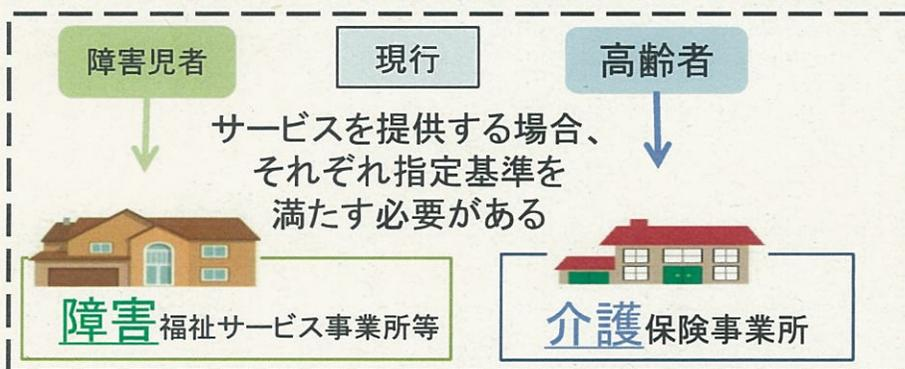 障害児者
現行
高齢者
サービスを提供する場合、
それぞれ指定基準を
満たす必要がある
障害福祉サービス事業所等
介護保険事業所